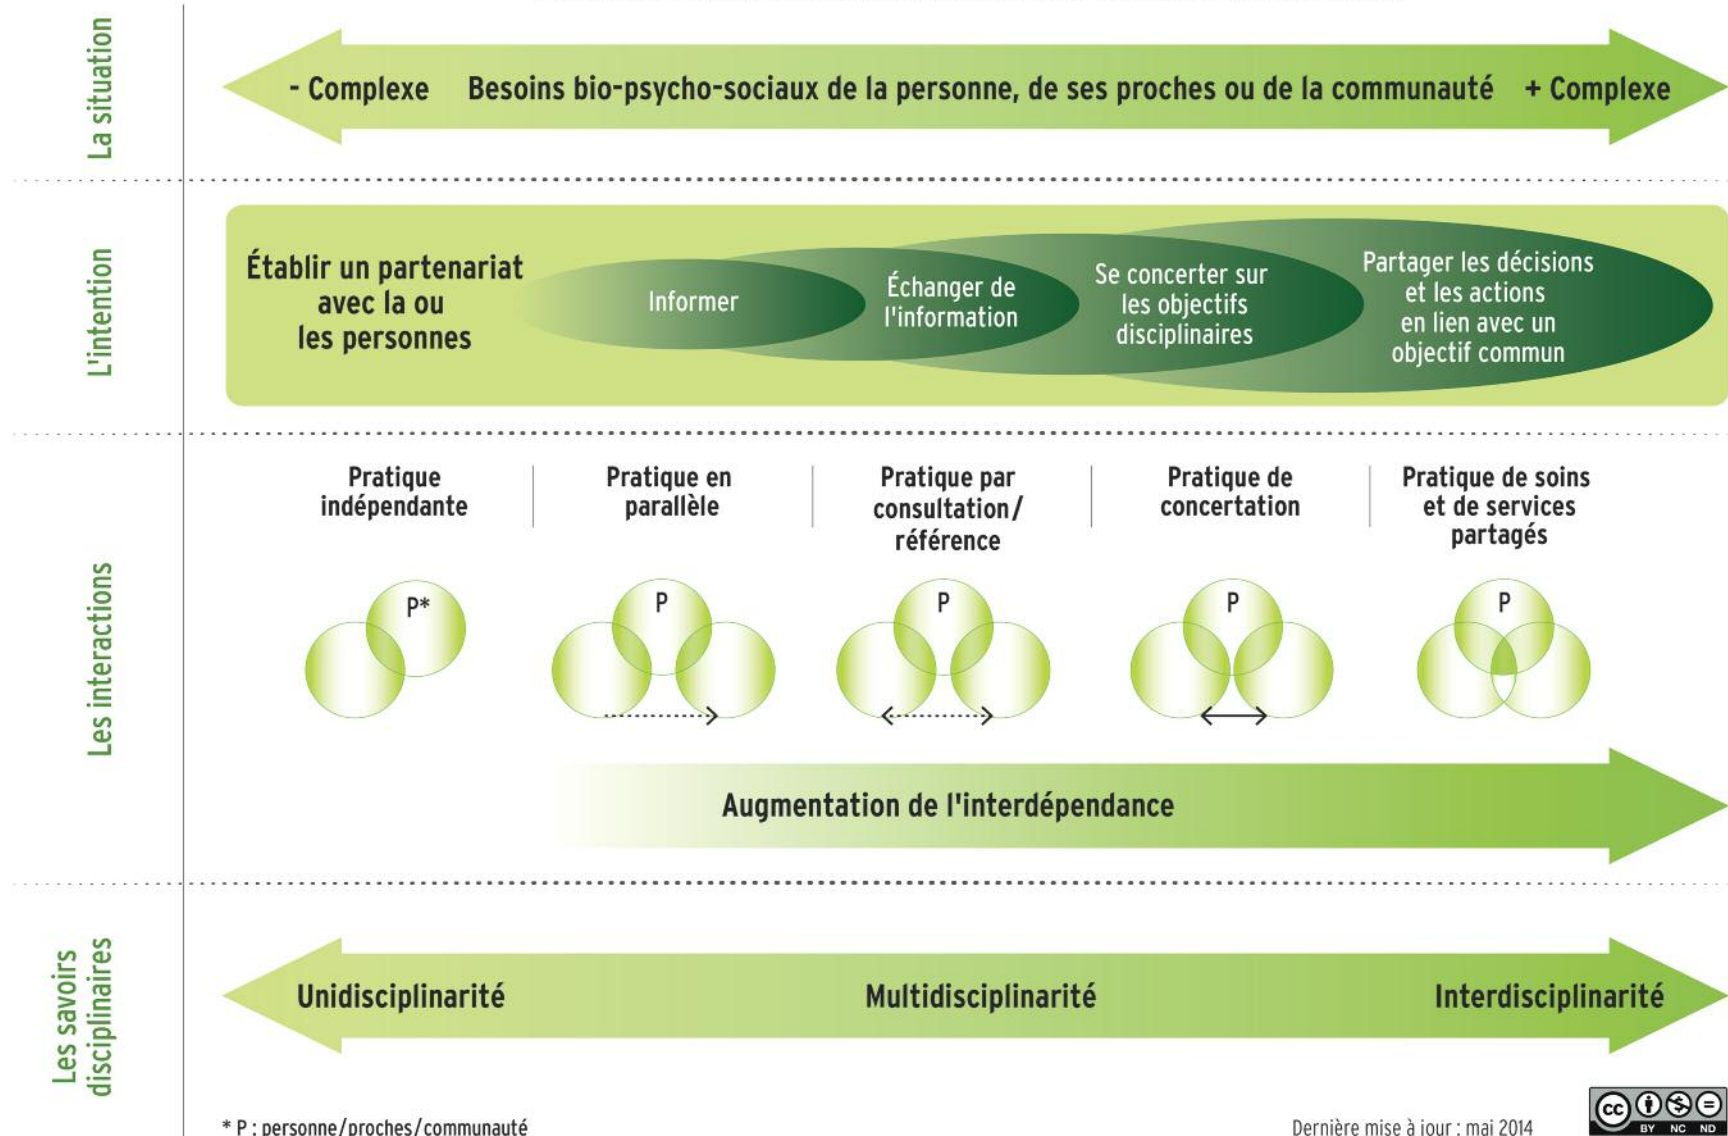 La situation
- Complexe Besoins bio-psycho-sociaux de la personne, de ses proches ou de la communauté + Complexe
L'intention
Établir un partenariat
avec la ou
les personnes
Informer
Échanger de
l'information
Se concerter sur
les objectifs
disciplinaires
Partager les décisions
et les actions
en lien avec un
objectif commun
Les interactions
Pratique
indépendante
Pratique en
parallèle
Pratique par
consultation/
référence
Pratique de
concertation
Pratique de soins
et de services
partagés
P*
P
P
P
P
Augmentation de l'interdépendance
Les savoirs
disciplinaires
Unidisciplinarité Multidisciplinarité Interdisciplinarité
* P : personne/proches/communauté
Dernière mise à jour : mai 2014
cc
BY NC ND